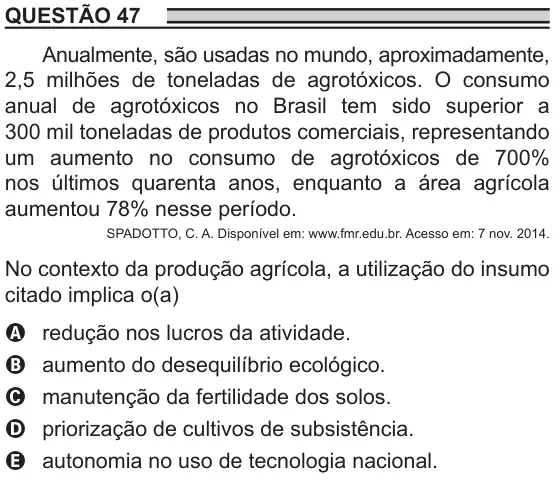 QUESTÃO 47
Anualmente, são usadas no mundo, aproximadamente,
2,5 milhões de toneladas de agrotóxicos. O consumo
anual de agrotóxicos no Brasil tem sido superior a
300 mil toneladas de produtos comerciais, representando
um aumento no consumo de agrotóxicos de 700%
nos últimos quarenta anos, enquanto a área agrícola
aumentou 78% nesse período.
SPADOTTO, C. A. Disponível em: www.fmr.edu.br. Acesso em: 7 nov. 2014.
No contexto da produção agrícola, a utilização do insumo
citado implica o(a)
A redução nos lucros da atividade.
B aumento do desequilíbrio ecológico.
C manutenção da fertilidade dos solos.
D priorização de cultivos de subsistência.
E autonomia no uso de tecnologia nacional.